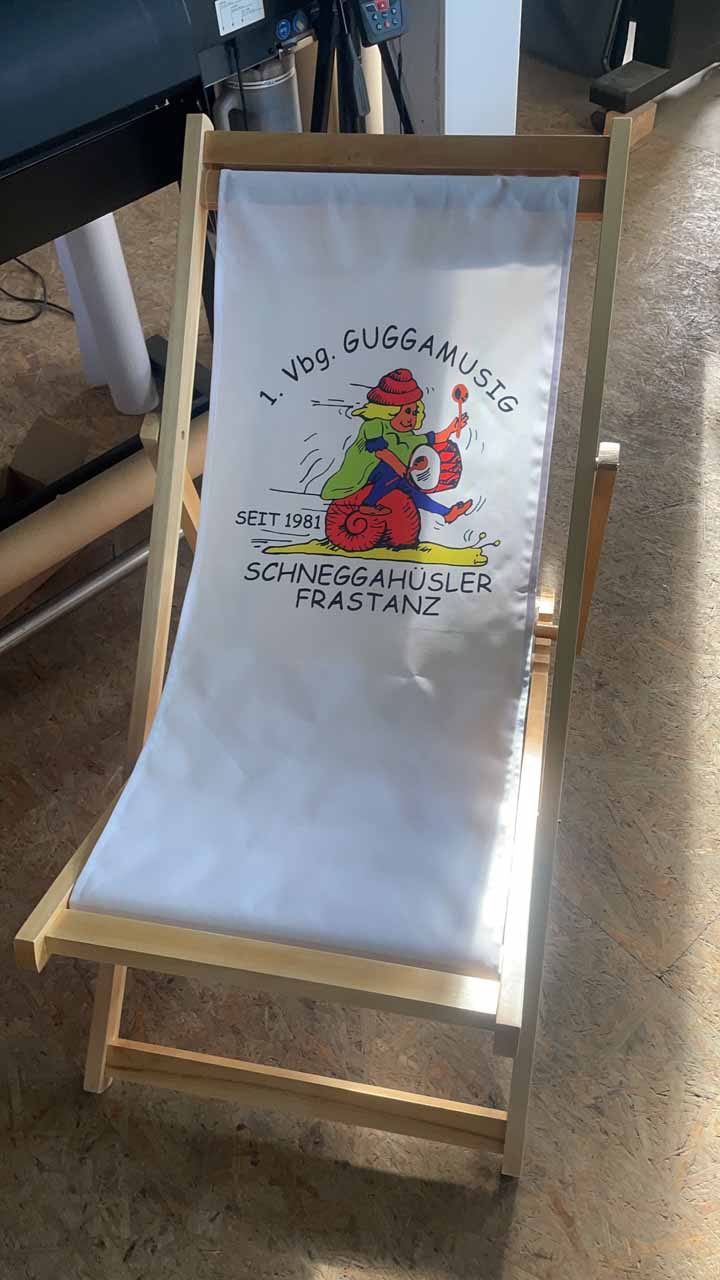 1. Vbg. GUGGAMUSIG
SEIT 1981
SCHNEGGAHÜSLER
FRASTANZ